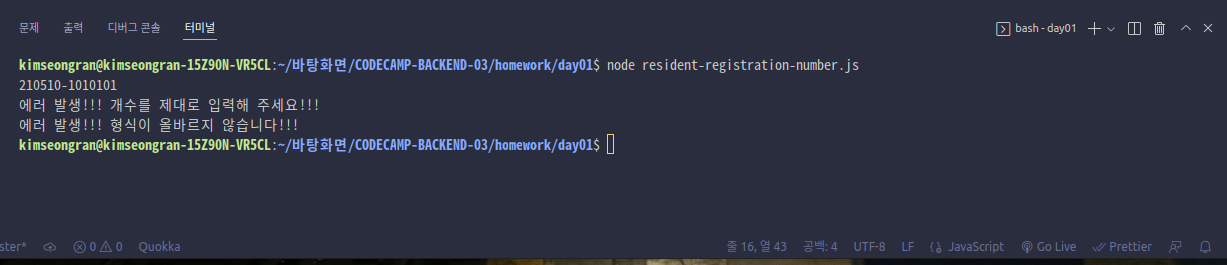 문제 출력 디버그 콘솔 터미널 bash - day01
kimseongran@kimseongran-15Z90N-VR5CL:~/바탕화면/CODECAMP-BACKEND-03/homework/day01$ node resident-registration-number.js
210510-1010101
에러 발생!!! 개수를 제대로 입력해 주세요!!!
에러 발생!!! 형식이 올바르지 않습니다!!!
kimseongran@kimseongran-15Z90N-VR5CL:~/바탕화면/CODECAMP-BACKEND-03/homework/day01$
ster* 0 0 Quokka 줄 16, 열 43 공백: 4 UTF-8 LF JavaScript Go Live Prettier